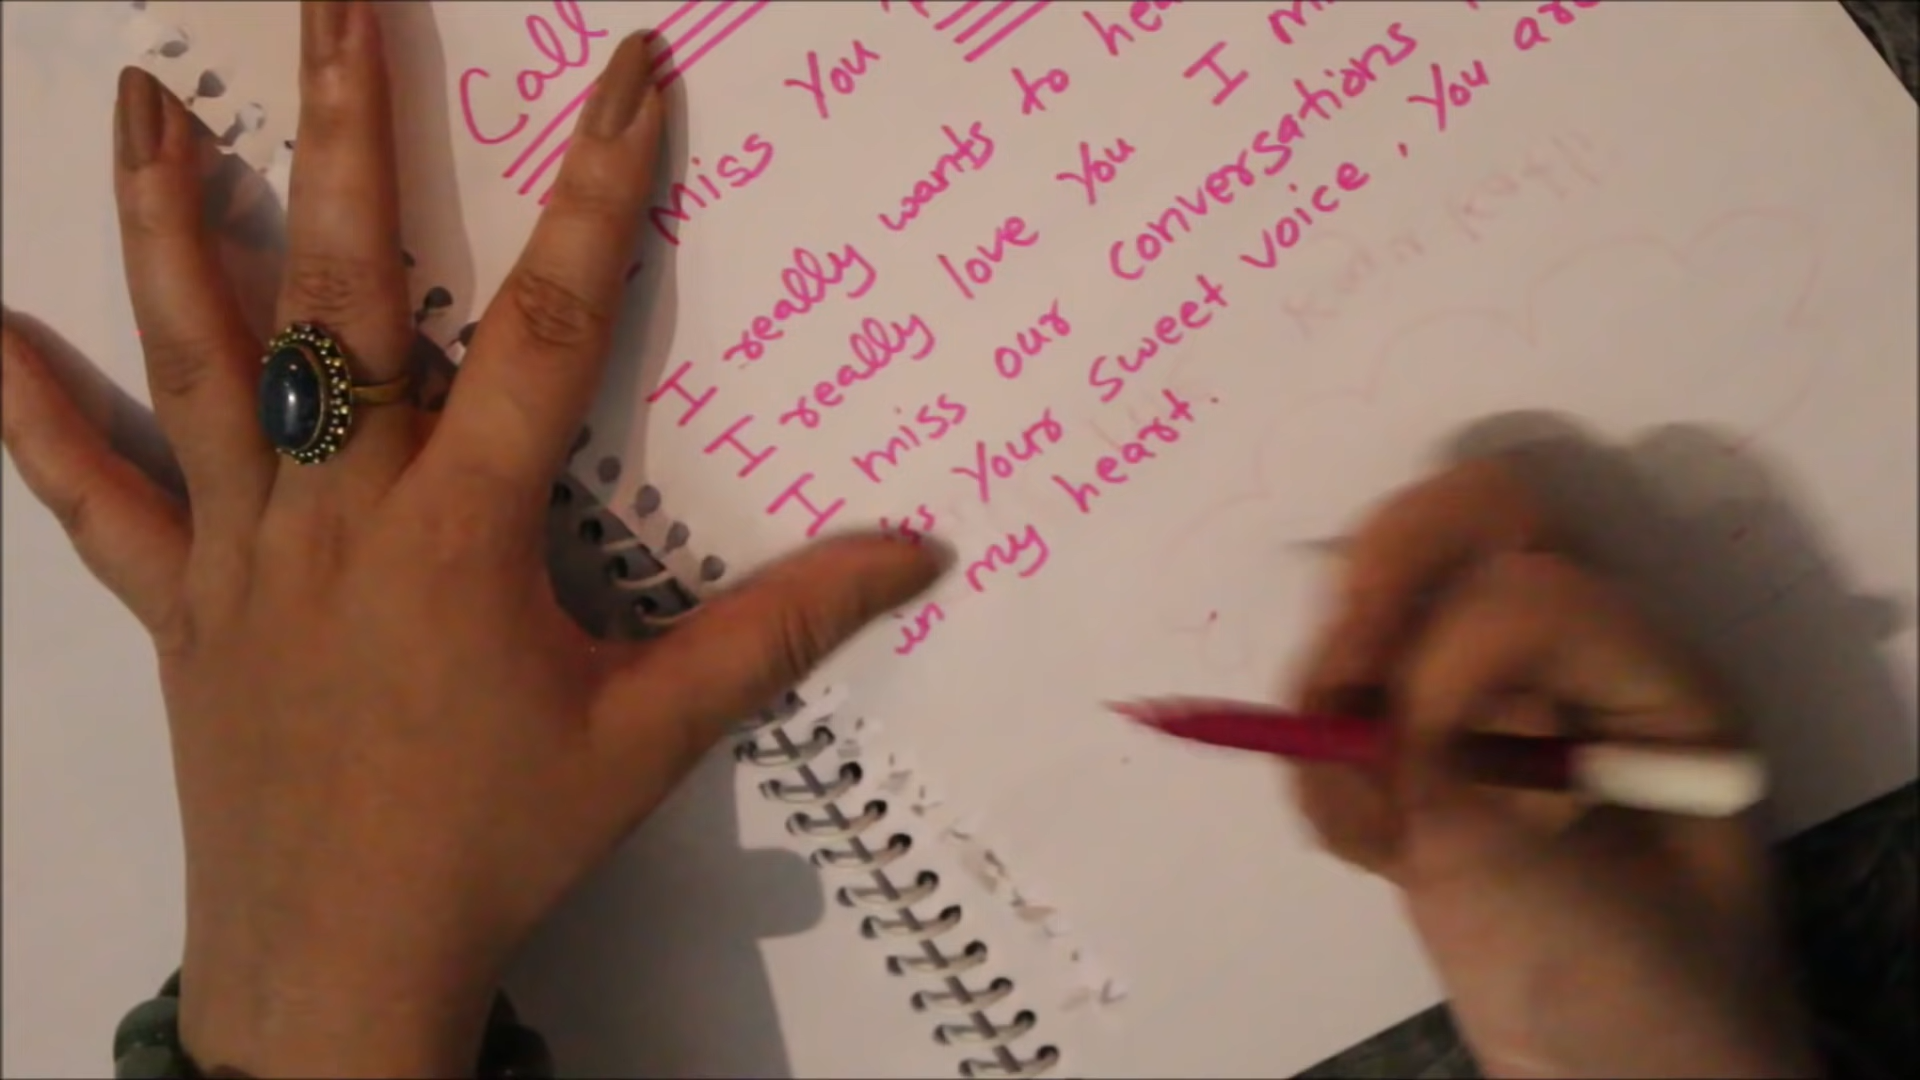 Call
Miss You
I really wants to
I really love You I
I miss our conversations
Your sweet voice, You are
in my heart.